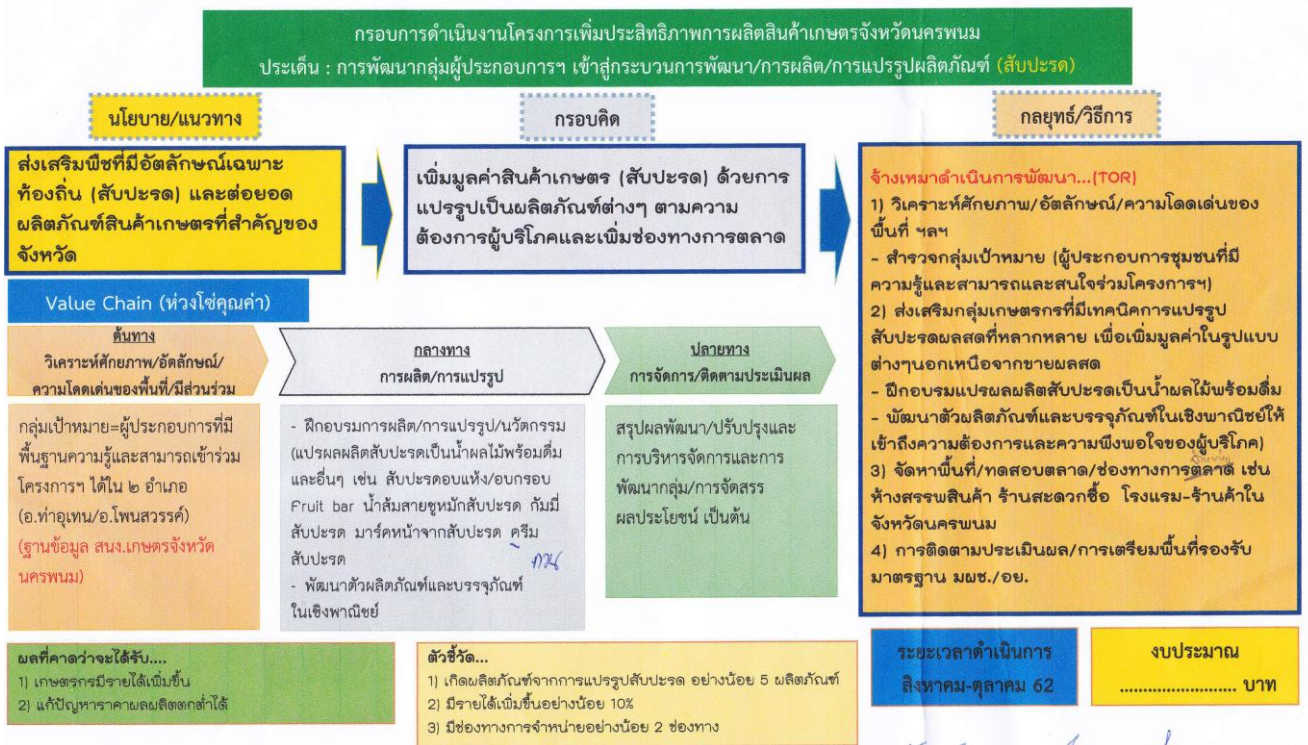 กรอบการดำเนินงานโครงการเพิ่มประสิทธิภาพการผลิตสินค้าเกษตรจังหวัดนครพนม
ประเด็น : การพัฒนากลุ่มผู้ประกอบการฯ เข้าสู่กระบวนการพัฒนา/การผลิต/การแปรรูปผลิตภัณฑ์ (สับปะรด)
นโยบาย/แนวทาง
ส่งเสริมพืชที่มีอัตลักษณ์เฉพาะ
ท้องถิ่น (สับปะรด) และต่อยอด
ผลิตภัณฑ์สินค้าเกษตรที่สำคัญของ
จังหวัด
กรอบคิด
เพิ่มมูลค่าสินค้าเกษตร (สับปะรด) ด้วยการ
แปรรูปเป็นผลิตภัณฑ์ต่างๆ ตามความ
ต้องการผู้บริโภคและเพิ่มช่องทางการตลาด
กลยุทธ์/วิธีการ
จ้างเหมาดำเนินการพัฒนา...(TOR)
1) วิเคราะห์ศักยภาพ/อัตลักษณ์/ความโดดเด่นของ
พื้นที่ ฯลฯ
- สำรวจกลุ่มเป้าหมาย (ผู้ประกอบการชุมชนที่มี
ความรู้และสามารถและสนใจร่วมโครงการฯ)
2) ส่งเสริมกลุ่มเกษตรกรที่มีเทคนิคการแปรรูป
สับปะรดผลสดที่หลากหลาย เพื่อเพิ่มมูลค่าในรูปแบบ
ต่างๆนอกเหนือจากขายผลสด
- ฝึกอบรมแปรผลผลิตสับปะรดเป็นน้ำผลไม้พร้อมดื่ม
- พัฒนาตัวผลิตภัณฑ์และบรรจุภัณฑ์ในเชิงพาณิชย์ให้
เข้าถึงความต้องการและความพึงพอใจของผู้บริโภค)
3) จัดหาพื้นที่/ทดสอบตลาด/ช่องทางการตลาด เช่น
ห้างสรรพสินค้า ร้านสะดวกซื้อ โรงแรม-ร้านค้าใน
จังหวัดนครพนม
4) การติดตามประเมินผล/การเตรียมพื้นที่รองรับ
มาตรฐาน มผช./อย.
Value Chain (ห่วงโซ่คุณค่า)
ต้นทาง
วิเคราะห์ศักยภาพ/อัตลักษณ์/
ความโดดเด่นของพื้นที่/มีส่วนร่วม
กลุ่มเป้าหมาย=ผู้ประกอบการที่มี
พื้นฐานความรู้และสามารถเข้าร่วม
โครงการฯ ได้ใน ๒ อำเภอ
(อ.ท่าอุเทน/อ.โพนสวรรค์)
(ฐานข้อมูล สนง.เกษตรจังหวัด
นครพนม)
กลางทาง
การผลิต/การแปรรูป
- ฝึกอบรมการผลิต/การแปรรูป/นวัตกรรม
(แปรผลผลิตสับปะรดเป็นน้ำผลไม้พร้อมดื่ม
และอื่นๆ เช่น สับปะรดอบแห้ง/อบกรอบ
Fruit bar น้ำส้มสายชูหมักสับปะรด กัมมี่
สับปะรด มาร์คหน้าจากสับปะรด ครีม
สับปะรด กวน
- พัฒนาตัวผลิตภัณฑ์และบรรจุภัณฑ์
ในเชิงพาณิชย์
ปลายทาง
การจัดการ/ติดตามประเมินผล
สรุปผลพัฒนา/ปรับปรุงและ
การบริหารจัดการและการ
พัฒนากลุ่ม/การจัดสรร
ผลประโยชน์ เป็นต้น
ผลที่คาดว่าจะได้รับ....
1) เกษตรกรมีรายได้เพิ่มขึ้น
2) แก้ปัญหาราคาผลผลิตตกต่ำได้
ตัวชี้วัด...
1) เกิดผลิตภัณฑ์จากการแปรรูปสับปะรด อย่างน้อย 5 ผลิตภัณฑ์
2) มีรายได้เพิ่มขึ้นอย่างน้อย 10%
3) มีช่องทางการจำหน่ายอย่างน้อย 2 ช่องทาง
ระยะเวลาดำเนินการ
สิงหาคม-ตุลาคม 62
งบประมาณ
......................... บาท